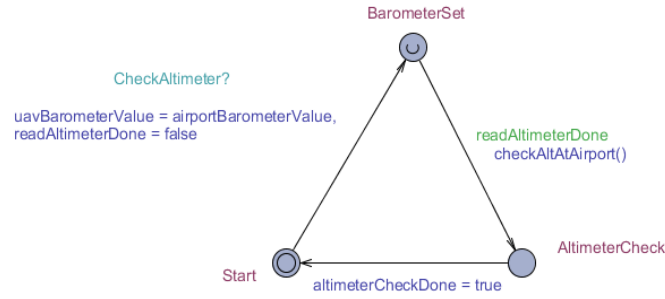 BarometerSet
CheckAltimeter?
uavBarometerValue = airportBarometerValue,
readAltimeterDone = false
readAltimeterDone
checkAltAtAirport()
AltimeterCheck
Start
altimeterCheckDone = true